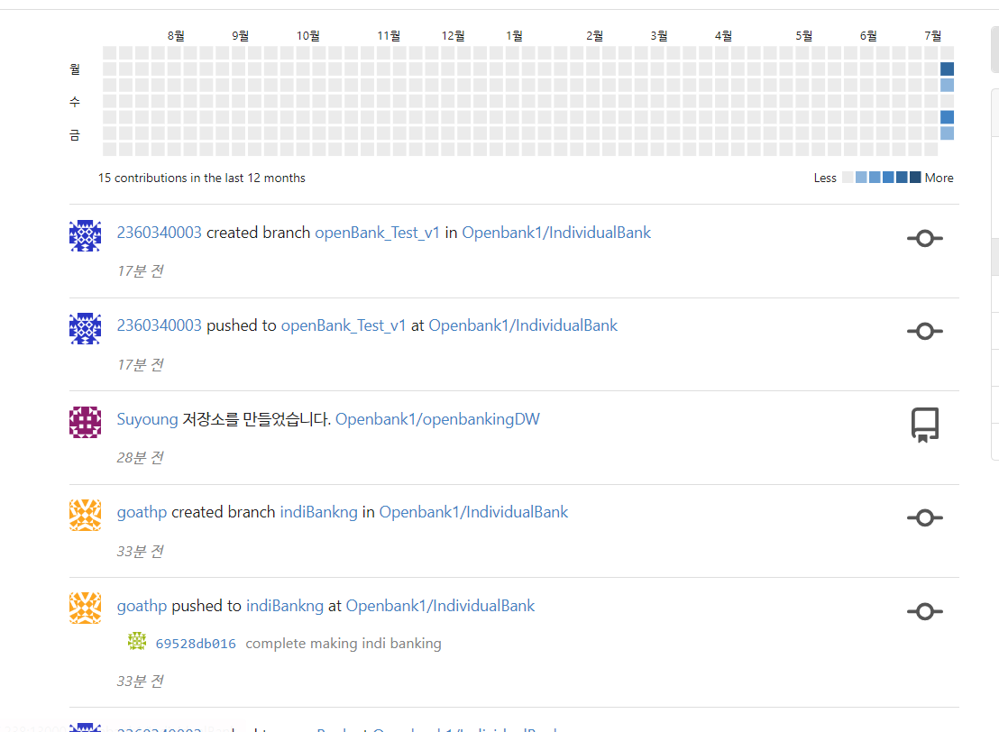 8월 9월 10월 11월 12월 1월 2월 3월 4월 5월 6월 7월
월
수
금
15 contributions in the last 12 months
Less More
2360340003 created branch openBank_Test_v1 in Openbank1/IndividualBank
17분 전
2360340003 pushed to openBank_Test_v1 at Openbank1/IndividualBank
17분 전
Suyoung 저장소를 만들었습니다. Openbank1/openbankingDW
28분 전
goathp created branch indiBankng in Openbank1/IndividualBank
33분 전
goathp pushed to indiBankng at Openbank1/IndividualBank
69528db016 complete making indi banking
33분 전